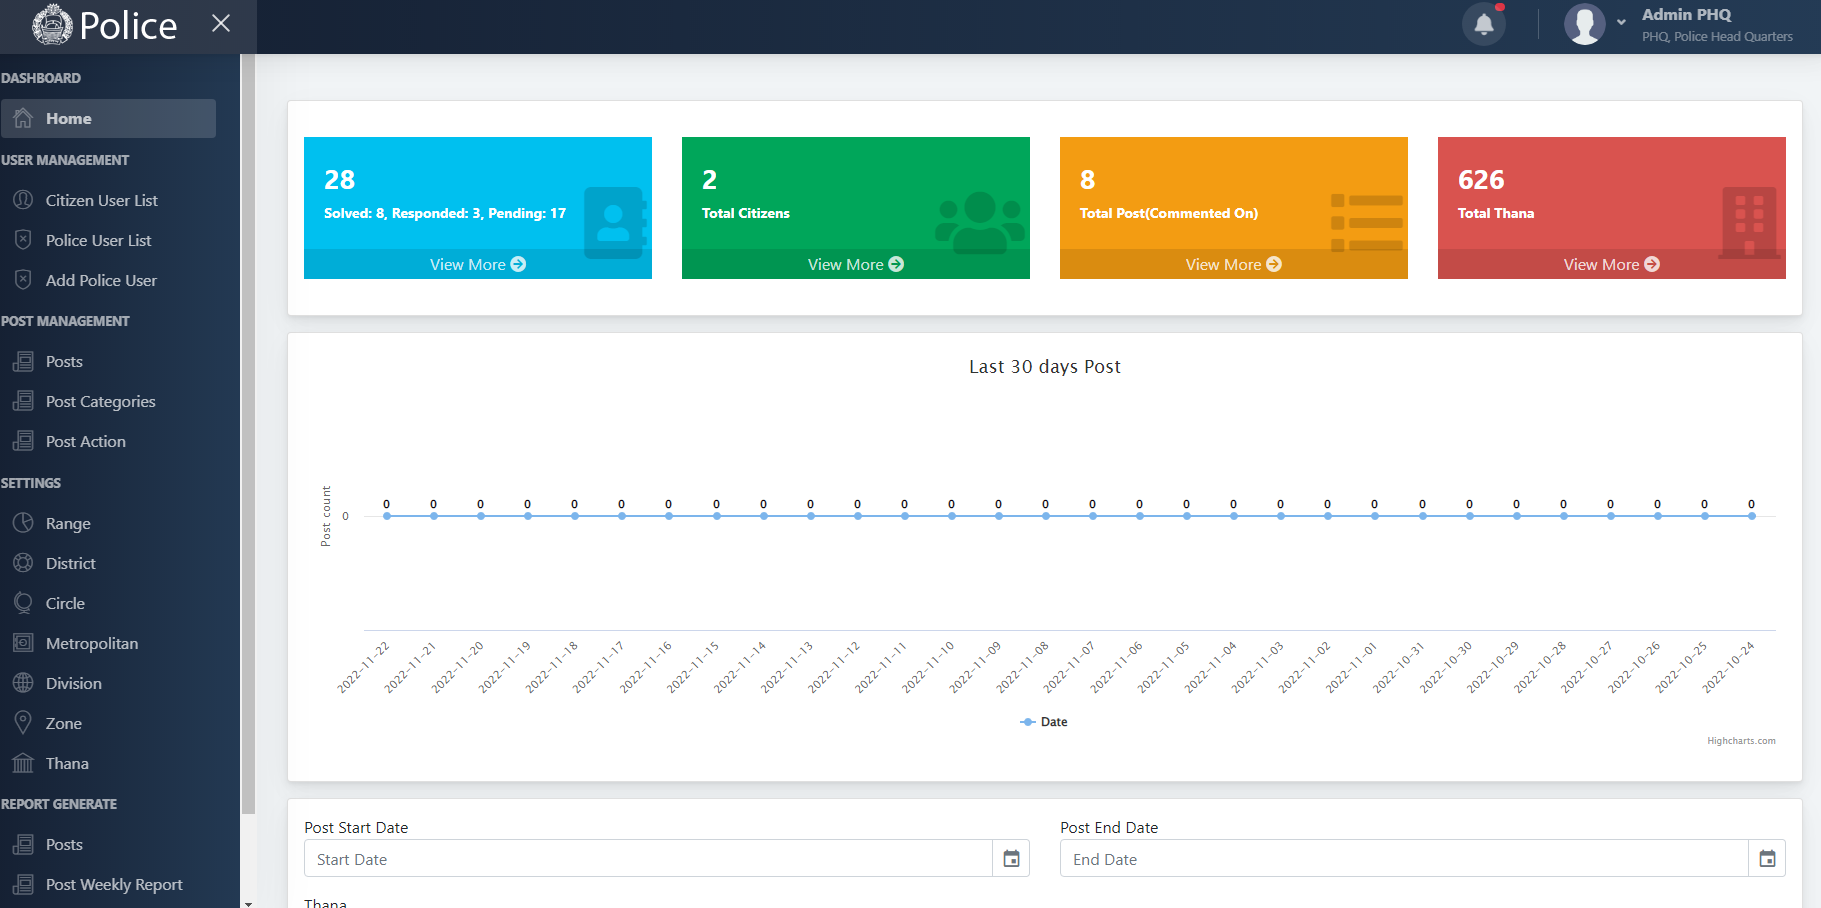 Police
Admin PHQ
PHQ, Police Head Quarters
DASHBOARD
Home
USER MANAGEMENT
Citizen User List
Police User List
Add Police User
POST MANAGEMENT
Posts
Post Categories
Post Action
SETTINGS
Range
District
Circle
Metropolitan
Division
Zone
Thana
REPORT GENERATE
Posts
Post Weekly Report
28
Solved: 8, Responded: 3, Pending: 17
View More
2
Total Citizens
View More
8
Total Post(Commented On)
View More
626
Total Thana
View More
Last 30 days Post
Post count
0
0 0 0 0 0 0 0 0 0 0 0 0 0 0 0 0 0 0 0 0 0 0 0 0 0 0 0 0 0 0
2022-11-22 2022-11-21 2022-11-20 2022-11-19 2022-11-18 2022-11-17 2022-11-16 2022-11-15 2022-11-14 2022-11-13 2022-11-12 2022-11-11 2022-11-10 2022-11-09 2022-11-08 2022-11-07 2022-11-06 2022-11-05 2022-11-04 2022-11-03 2022-11-02 2022-11-01 2022-10-31 2022-10-30 2022-10-29 2022-10-28 2022-10-27 2022-10-26 2022-10-25 2022-10-24
Date
Highcharts.com
Post Start Date
Start Date
Post End Date
End Date
Thana